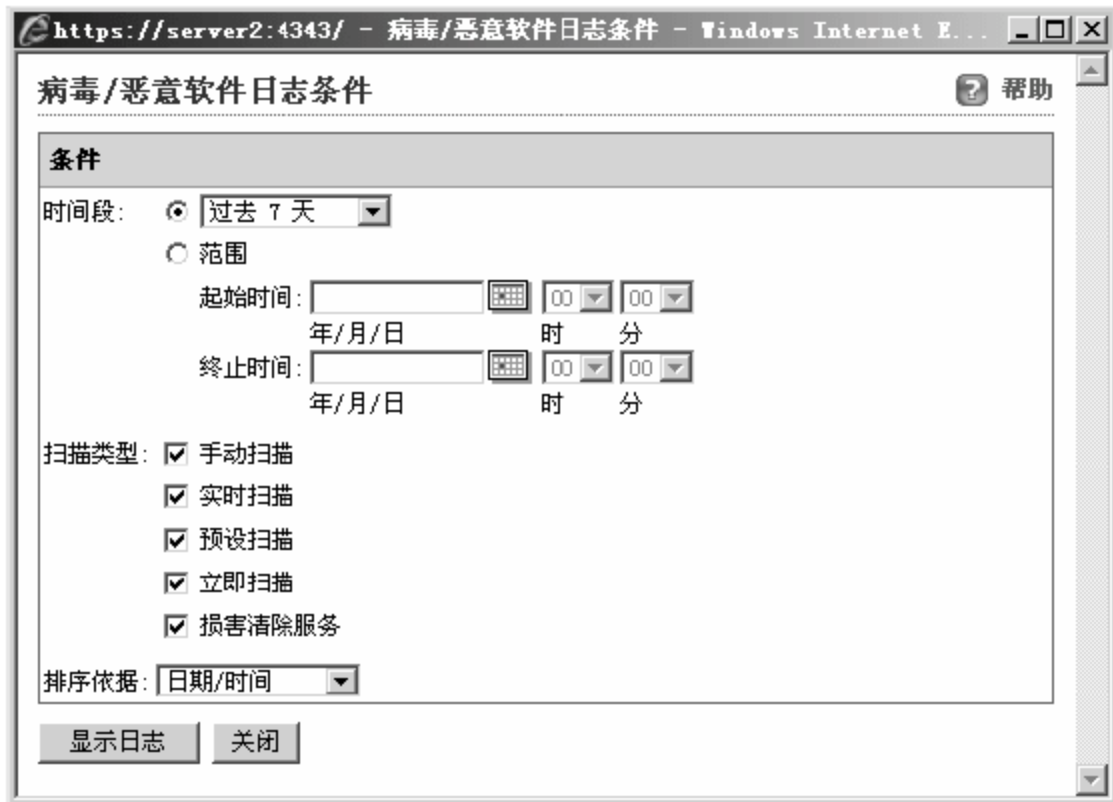 https://server2:4343/ - 病毒/恶意软件日志条件 - Windows Internet E...
病毒/恶意软件日志条件
? 帮助
条件
时间段: 过去 7 天
范围
起始时间: 00 00
年/月/日 时 分
终止时间: 00 00
年/月/日 时 分
扫描类型: 手动扫描
实时扫描
预设扫描
立即扫描
损害清除服务
排序依据: 日期/时间
显示日志 关闭